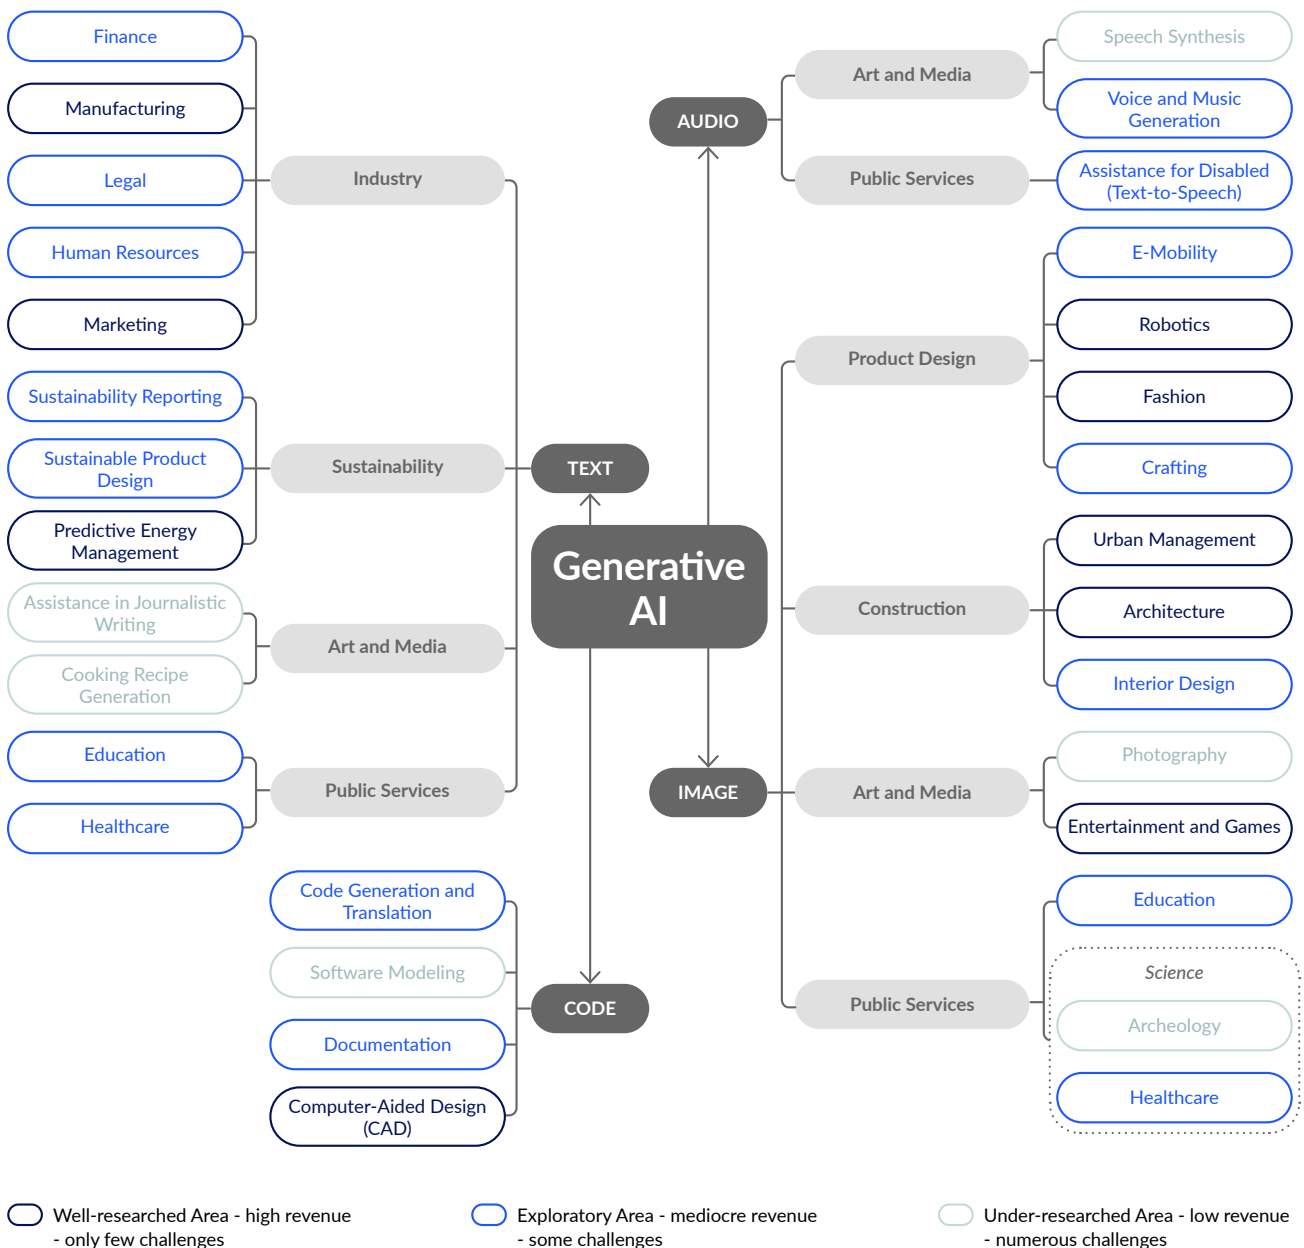 Finance
Manufacturing
Legal
Human Resources
Marketing
Industry
Sustainability Reporting
Sustainable Product
Design
Predictive Energy
Management
Sustainability
Assistance in Journalistic
Writing
Cooking Recipe
Generation
Art and Media
Education
Healthcare
Public Services
TEXT
Code Generation and
Translation
Software Modeling
Documentation
Computer-Aided Design
(CAD)
CODE
Generative
AI
AUDIO
Art and Media
Speech Synthesis
Voice and Music
Generation
Public Services
Assistance for Disabled
(Text-to-Speech)
IMAGE
Product Design
E-Mobility
Robotics
Fashion
Crafting
Construction
Urban Management
Architecture
Interior Design
Art and Media
Photography
Entertainment and Games
Public Services
Education
Science
Archeology
Healthcare
Well-researched Area - high revenue
- only few challenges
Exploratory Area - mediocre revenue
- some challenges
Under-researched Area - low revenue
- numerous challenges